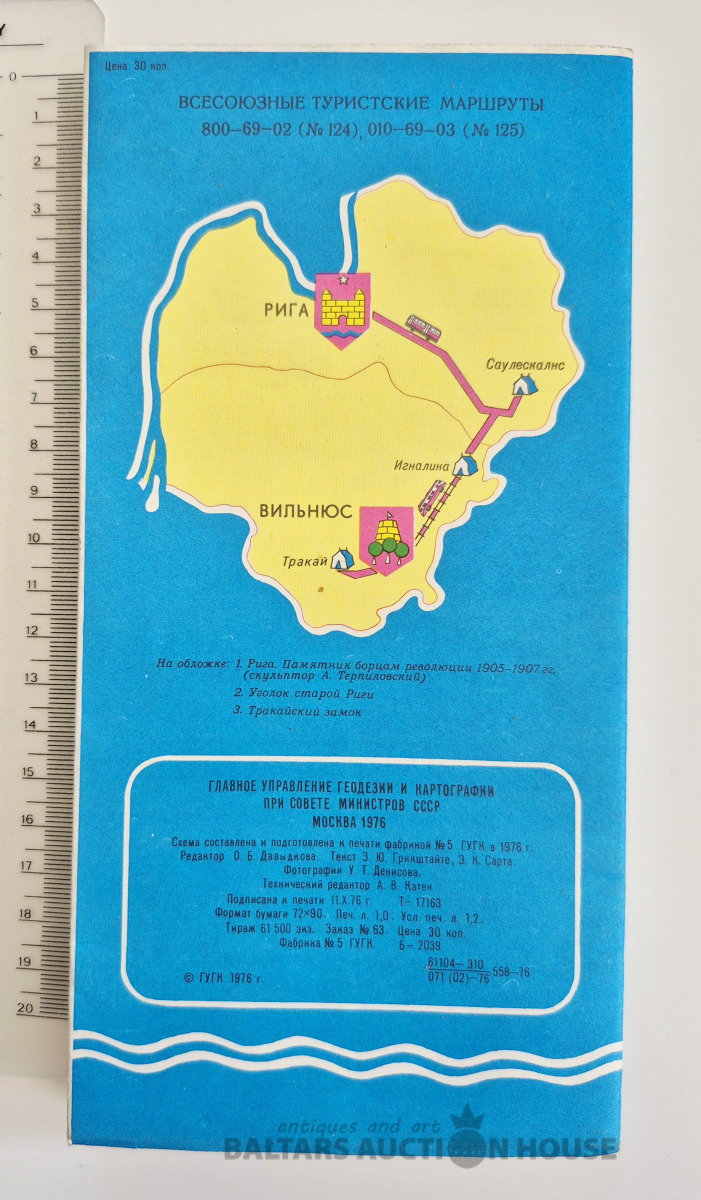 Y
0
1
2
3
4
5
6
7
8
9
10
11
12
13
14
15
16
17
18
19
20
Цена 30 коп.
ВСЕСОЮЗНЫЕ ТУРИСТСКИЕ МАРШРУТЫ
800—69—02 (№ 124), 010—69—03 (№ 125)
РИГА
Саулескалнс
Игналина
ВИЛЬНЮС
Тракай
На обложке: 1. Рига. Памятник борцам революции 1905—1907 гг.
(скульптор А. Терпиловский)
2. Уголок старой Риги
3. Тракайский замок
ГЛАВНОЕ УПРАВЛЕНИЕ ГЕОДЕЗИИ И КАРТОГРАФИИ
ПРИ СОВЕТЕ МИНИСТРОВ СССР
МОСКВА 1976
Схема составлена и подготовлена к печати фабрикой № 5 ГУГК в 1976 г.
Редактор О. Б. Давыдкова. Текст З. Ю. Грикштайте, Э. К. Сарта.
Фотографии У. Т. Денисова.
Технический редактор А. В. Катен
Подписана к печати 11.X.76 г. Т— 17163
Формат бумаги 72×90. Печ. л. 1,0. Усл. печ. л. 1,2.
Тираж 61 500 экз. Заказ № 63. Цена 30 коп.
Фабрика № 5 ГУГК. Б— 2039
61104—310
071 (02)—76 558—76
© ГУГК 1976 г.
antiques and art
BALTARS AUCTION HOUSE